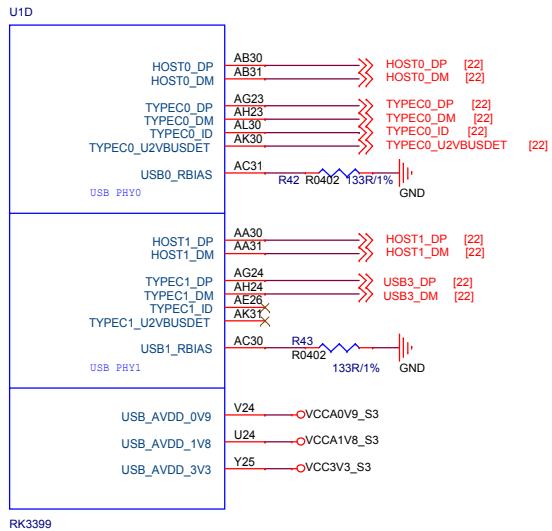 U1D
HOST0_DP AB30 HOST0_DP [22]
HOST0_DM AB31 HOST0_DM [22]
TYPEC0_DP AG23 TYPEC0_DP [22]
TYPEC0_DM AH23 TYPEC0_DM [22]
TYPEC0_ID AL30 TYPEC0_ID [22]
TYPEC0_U2VBUSDET AK30 TYPEC0_U2VBUSDET [22]
USB0_RBIAS AC31 R42 R0402 133R/1%
USB PHY0
GND
HOST1_DP AA30 HOST1_DP [22]
HOST1_DM AA31 HOST1_DM [22]
TYPEC1_DP AG24 USB3_DP [22]
TYPEC1_DM AH24 USB3_DM [22]
TYPEC1_ID AE26
TYPEC1_U2VBUSDET AK31
USB1_RBIAS AC30 R43
R0402
USB PHY1 133R/1% GND
USB_AVDD_0V9 V24 VCCA0V9_S3
USB_AVDD_1V8 U24 VCCA1V8_S3
USB_AVDD_3V3 Y25 VCC3V3_S3
RK3399